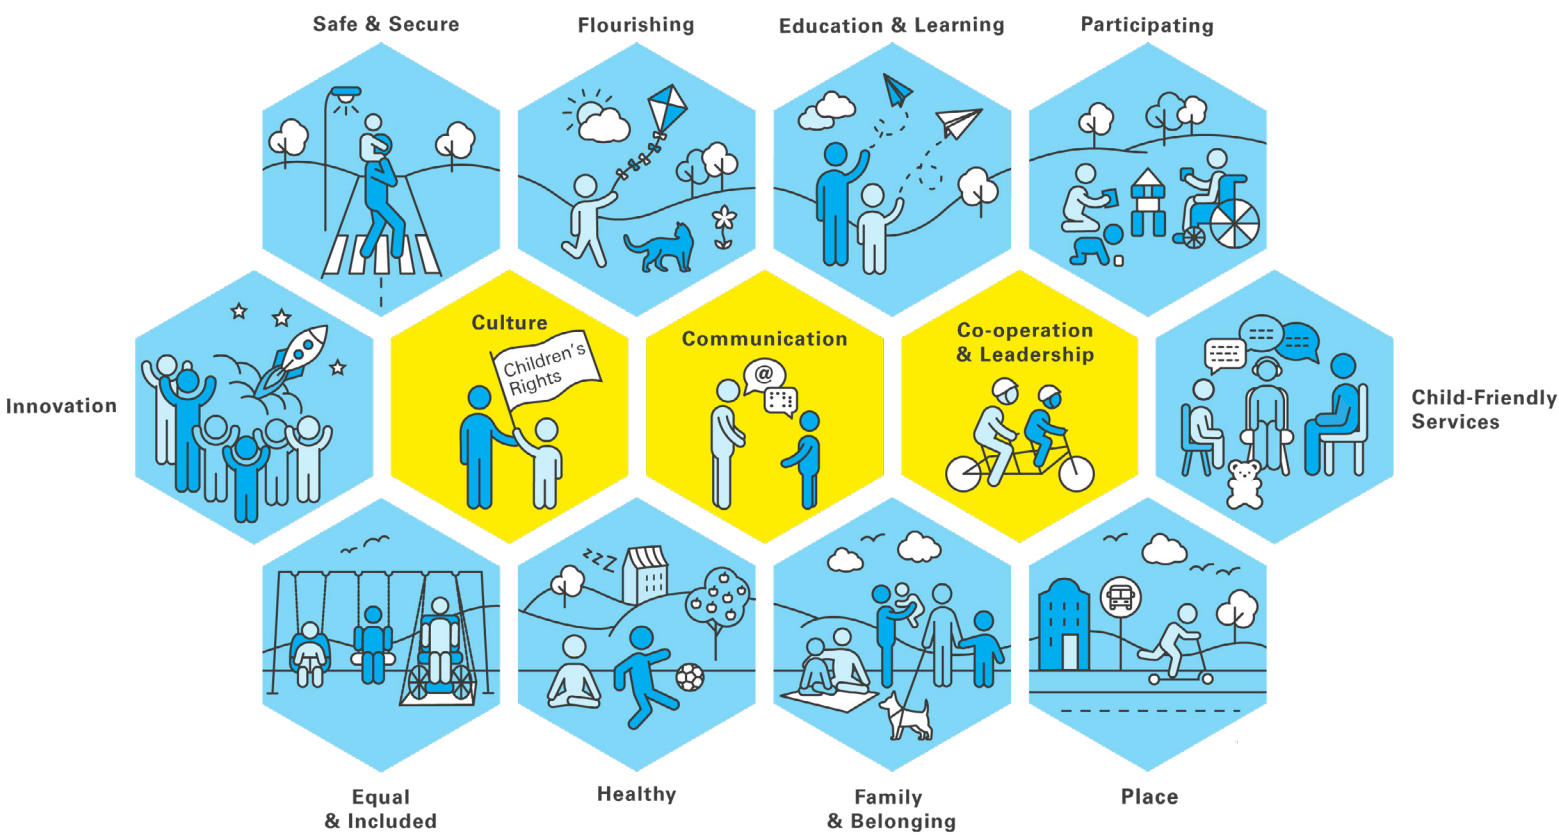 Safe & Secure
Flourishing
Education & Learning
Participating
Innovation
Culture
Children's
Rights
Communication
@
Co-operation
& Leadership
Child-Friendly
Services
zzZ
Equal
& Included
Healthy
Family
& Belonging
Place